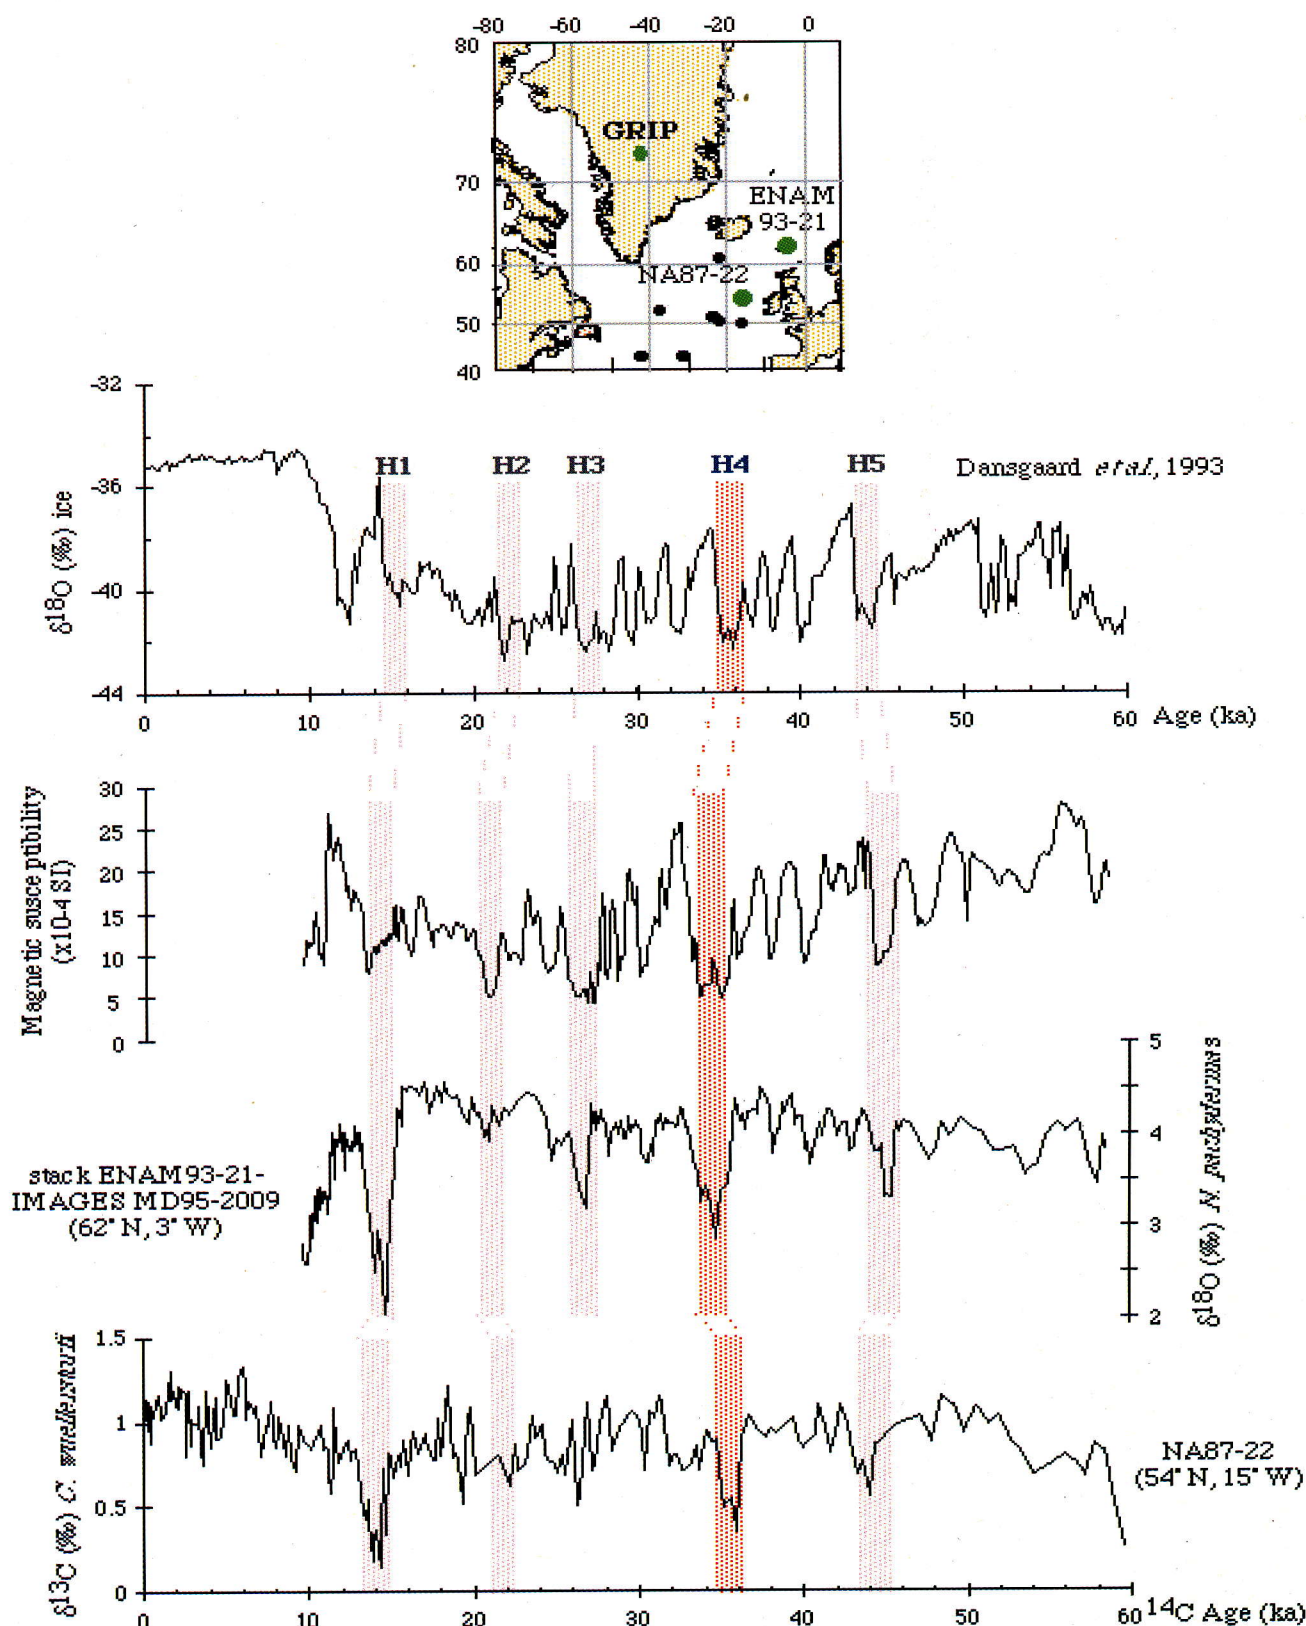 -80 -60 -40 -20 0
80
GRIP
70
ENAM
93-21
60
NA87-22
50
40
-32
H1 H2 H3 H4 H5
Dansgaard et al., 1993
-36
δ18O (‰) ice
-40
-44
0 10 20 30 40 50 60 Age (ka)
30
25
20
15
10
5
0
Magnetic susceptibility
(x10-4 SI)
5
4
3
2
δ18O (‰) N. pachyderma s
stack ENAM93-21-
IMAGES MD95-2009
(62° N, 3° W)
1.5
1
0.5
0
δ13C (‰) C. wuellerstorfi
NA87-22
(54° N, 15° W)
0 10 20 30 40 50 60 14C Age (ka)